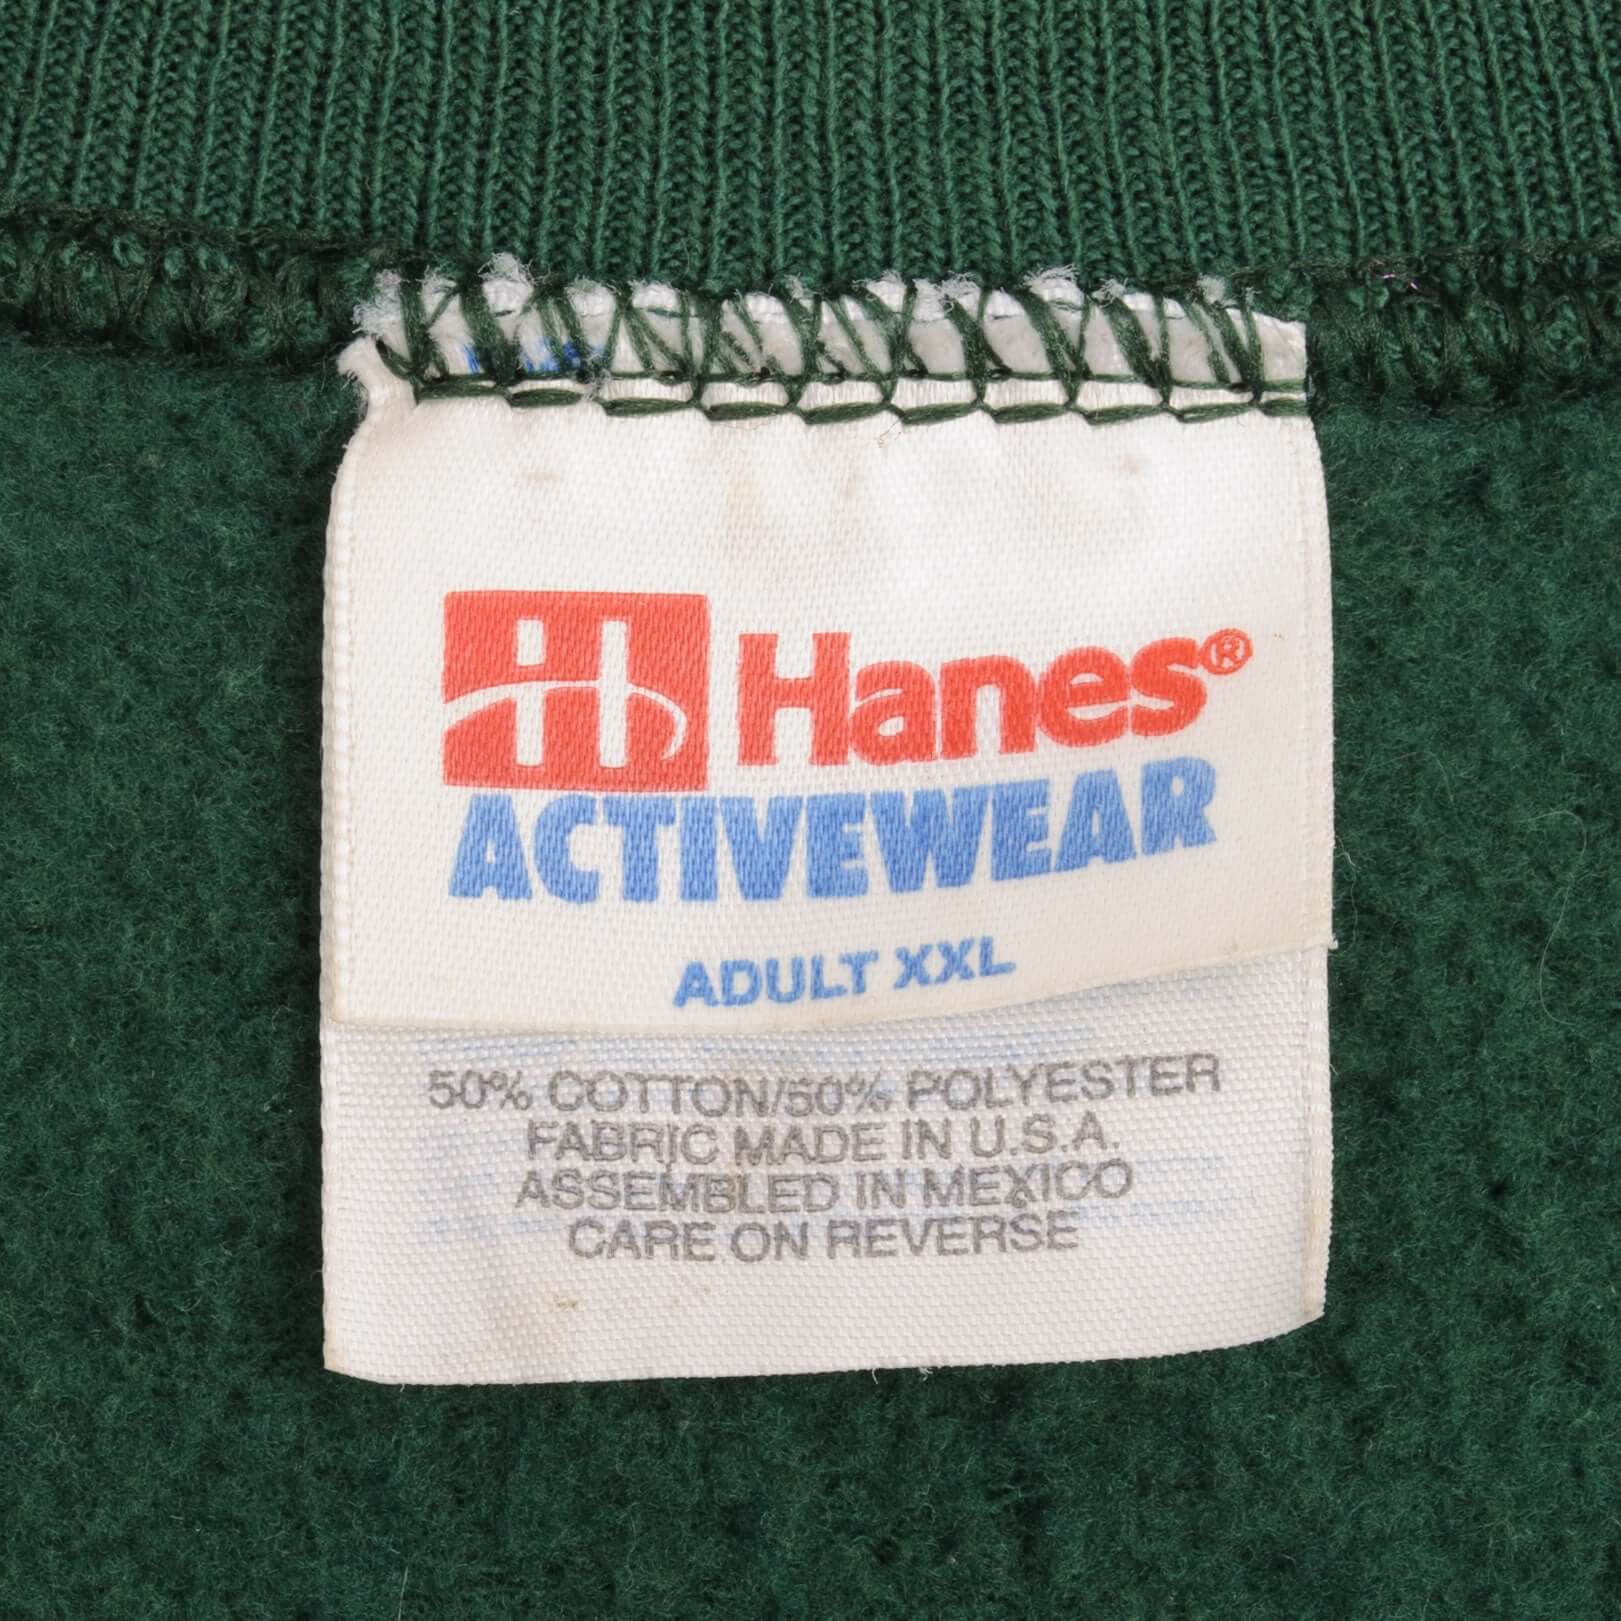 Hanes®
ACTIVEWEAR
ADULT XXL
50% COTTON/50% POLYESTER
FABRIC MADE IN U.S.A.
ASSEMBLED IN MEXICO
CARE ON REVERSE